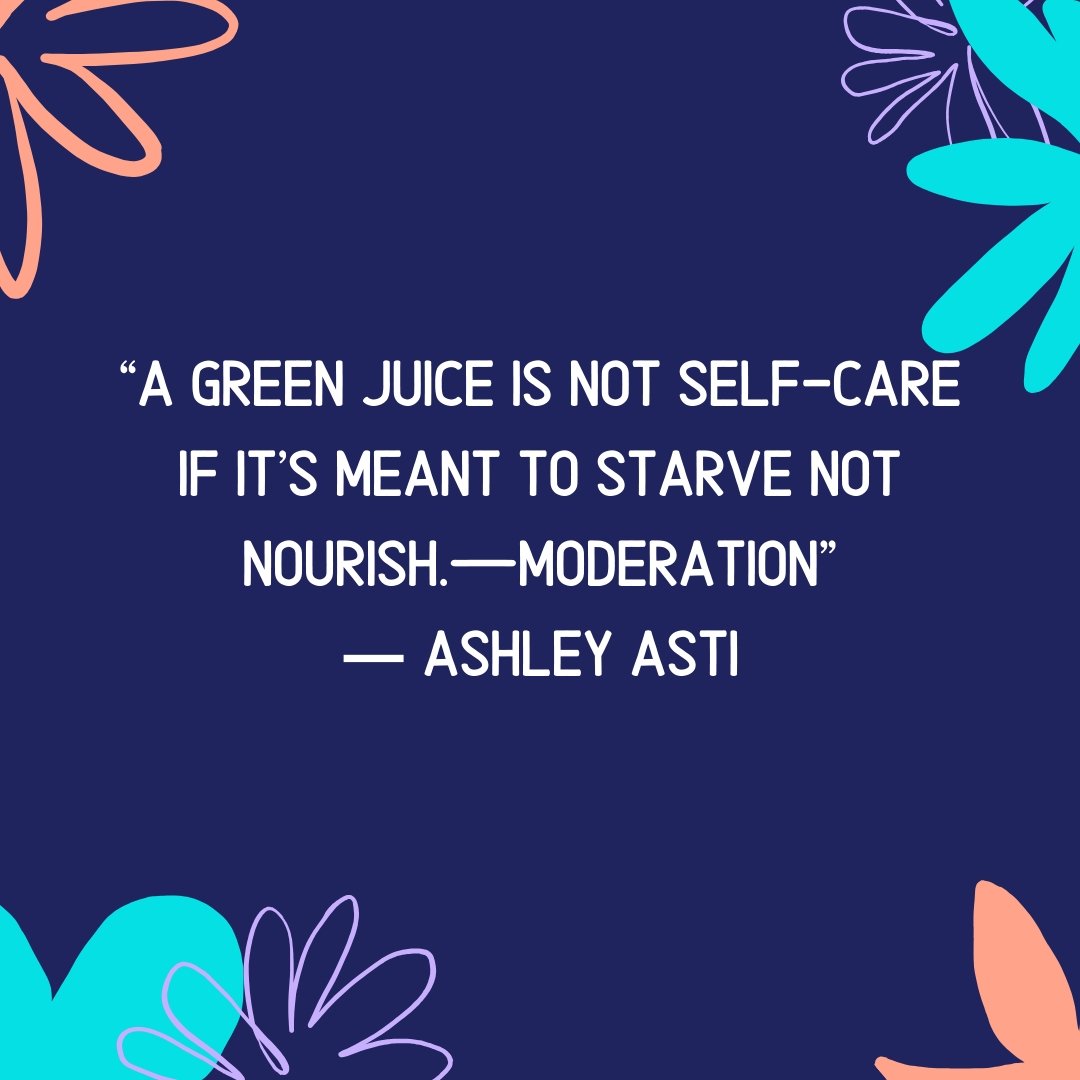 “A GREEN JUICE IS NOT SELF-CARE
IF IT’S MEANT TO STARVE NOT
NOURISH.—MODERATION”
— ASHLEY ASTI